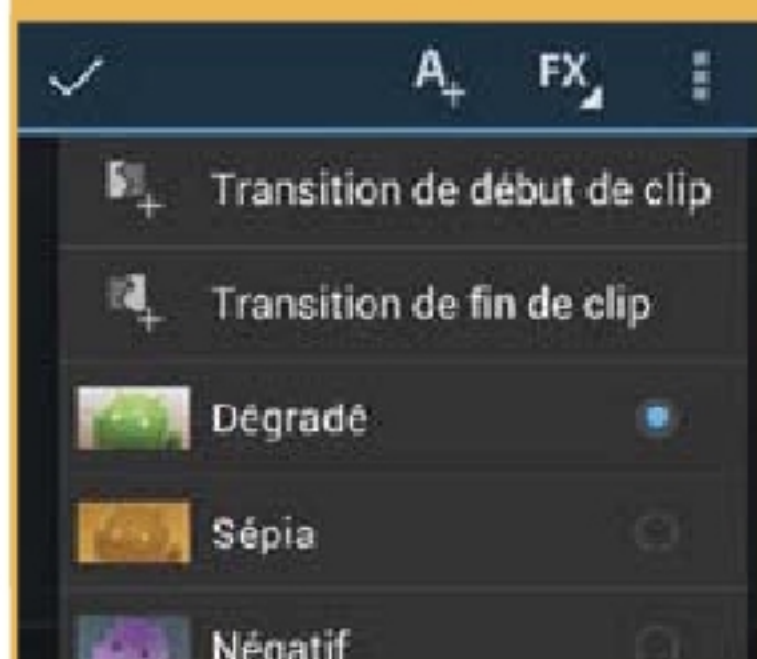 A+ FX
Transition de début de clip
Transition de fin de clip
Dégradé
Sépia
Négatif